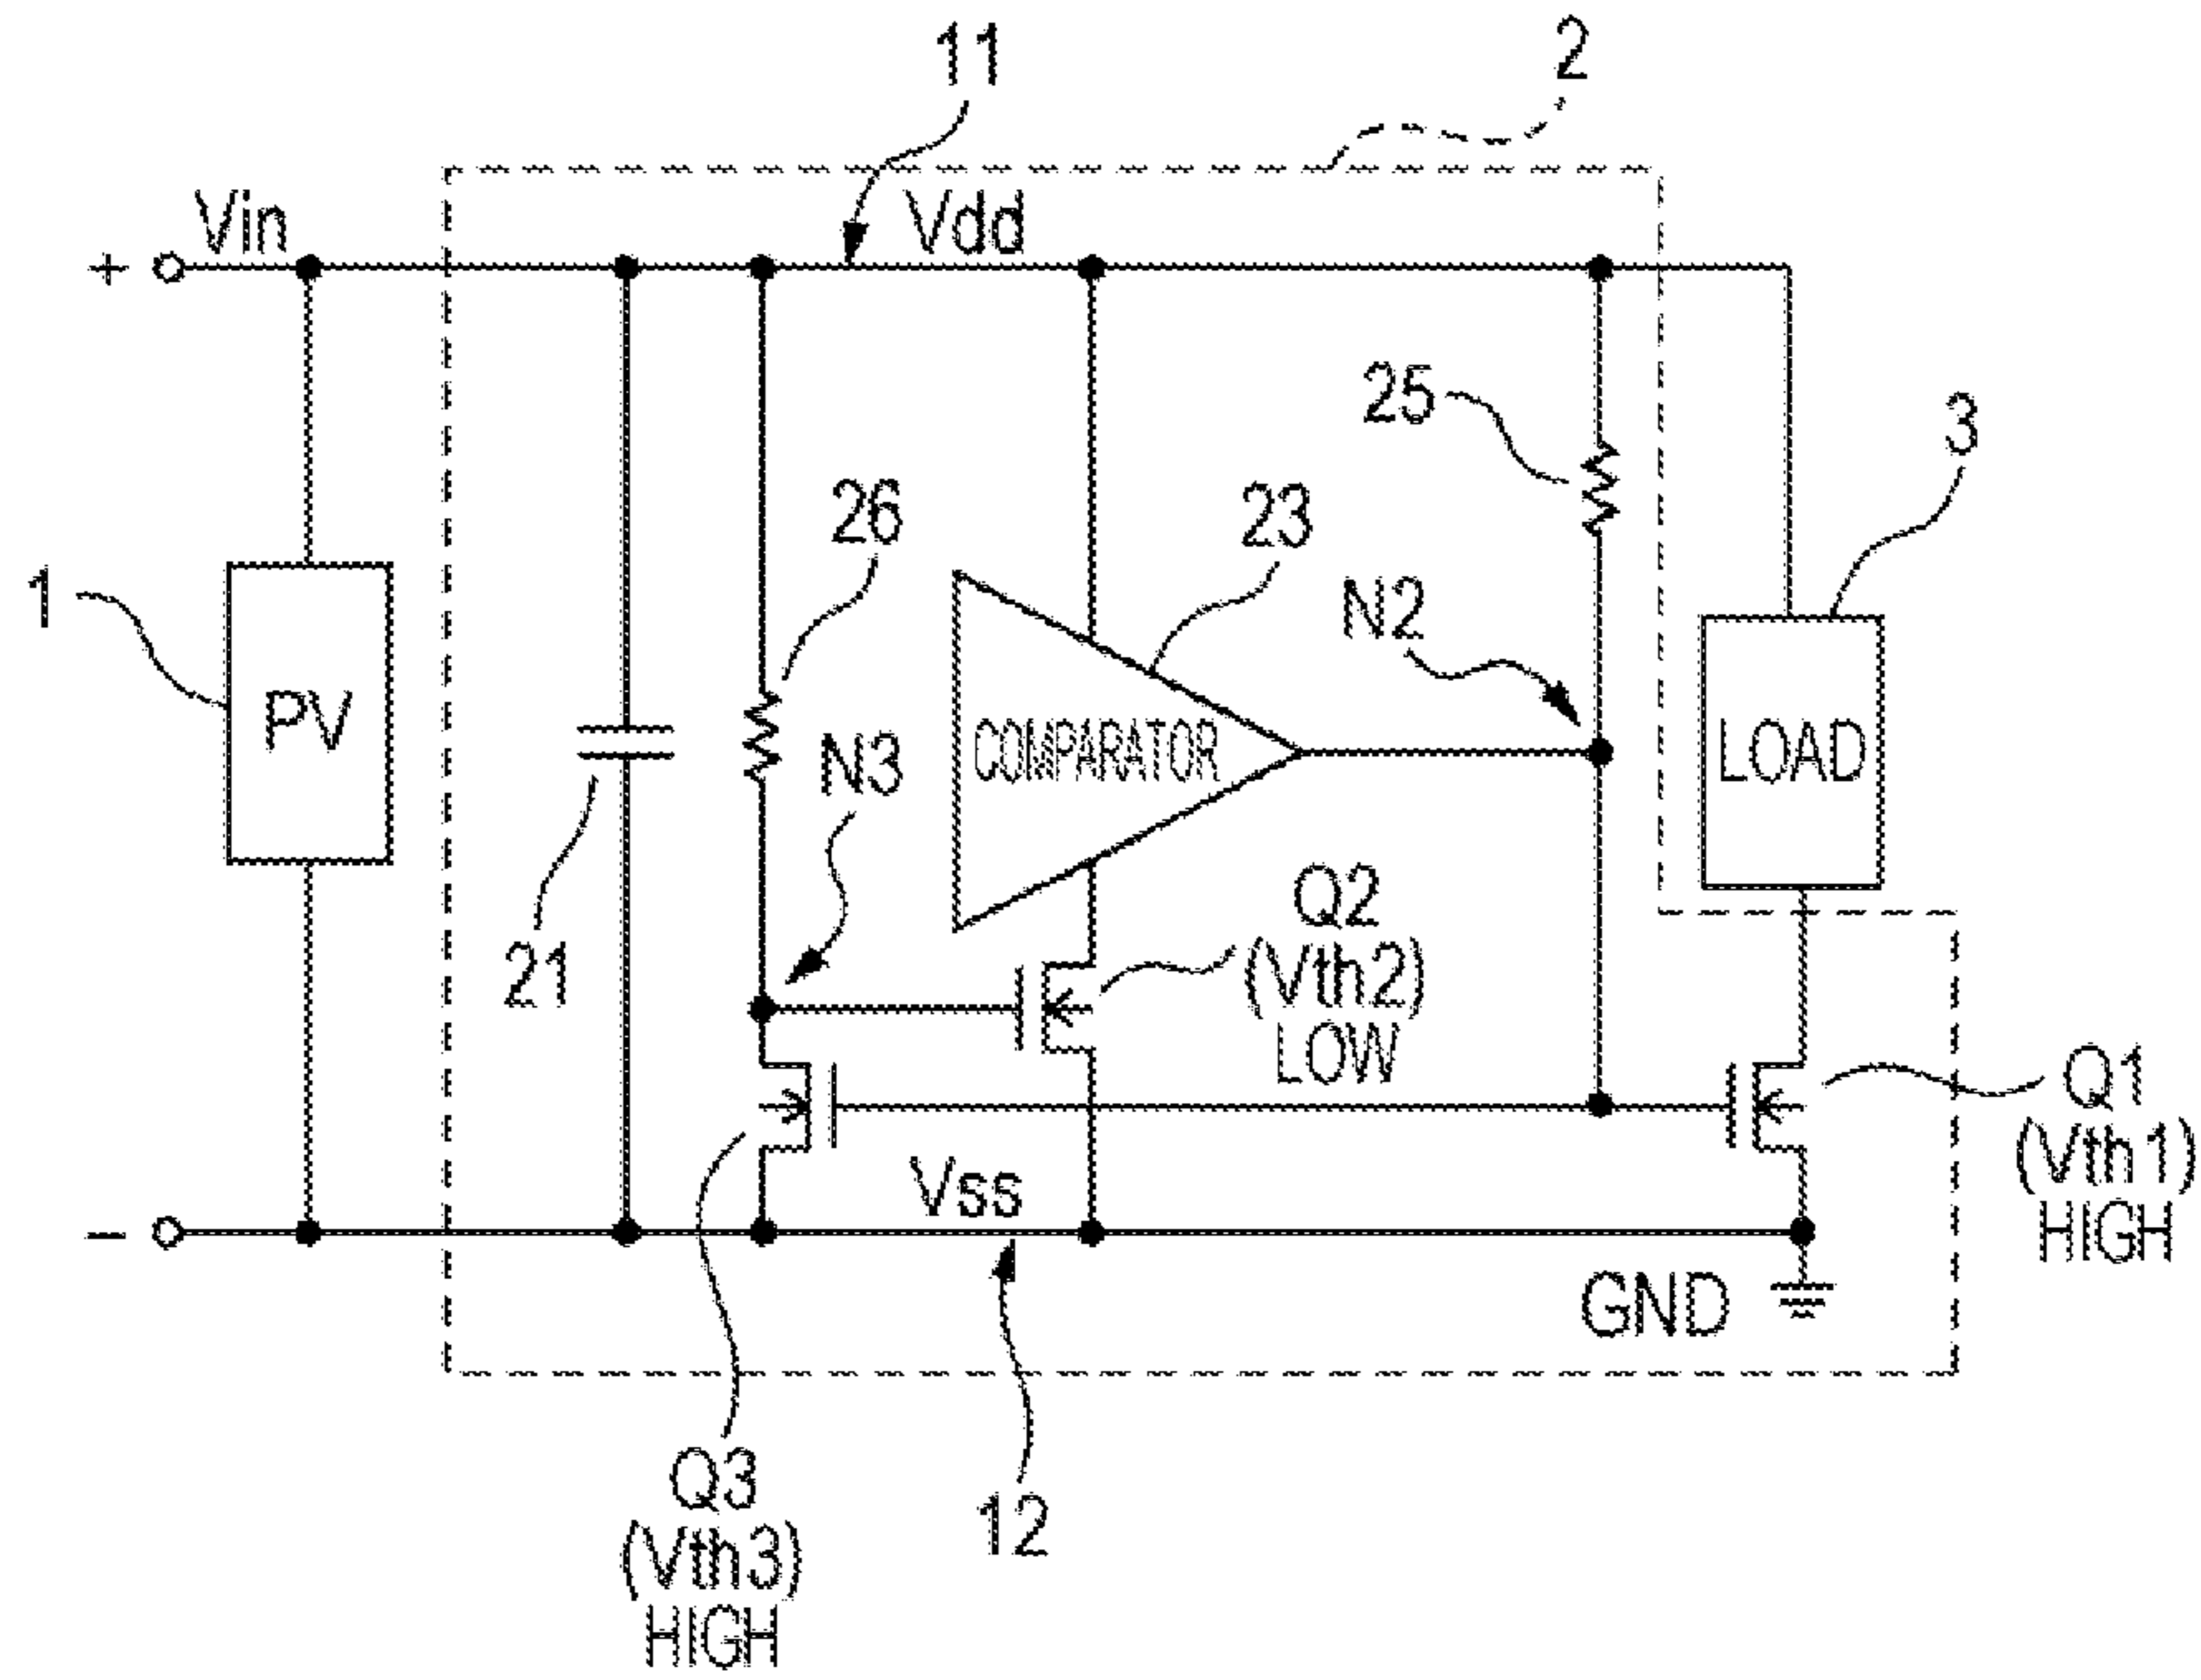 11
2
Vin
Vdd
+
25
3
26
23
1
N2
PV
N3
COMPARATOR
LOAD
Q2
(Vth2)
LOW
21
Q1
(Vth1)
HIGH
Vss
−
GND
Q3
(Vth3)
HIGH
12